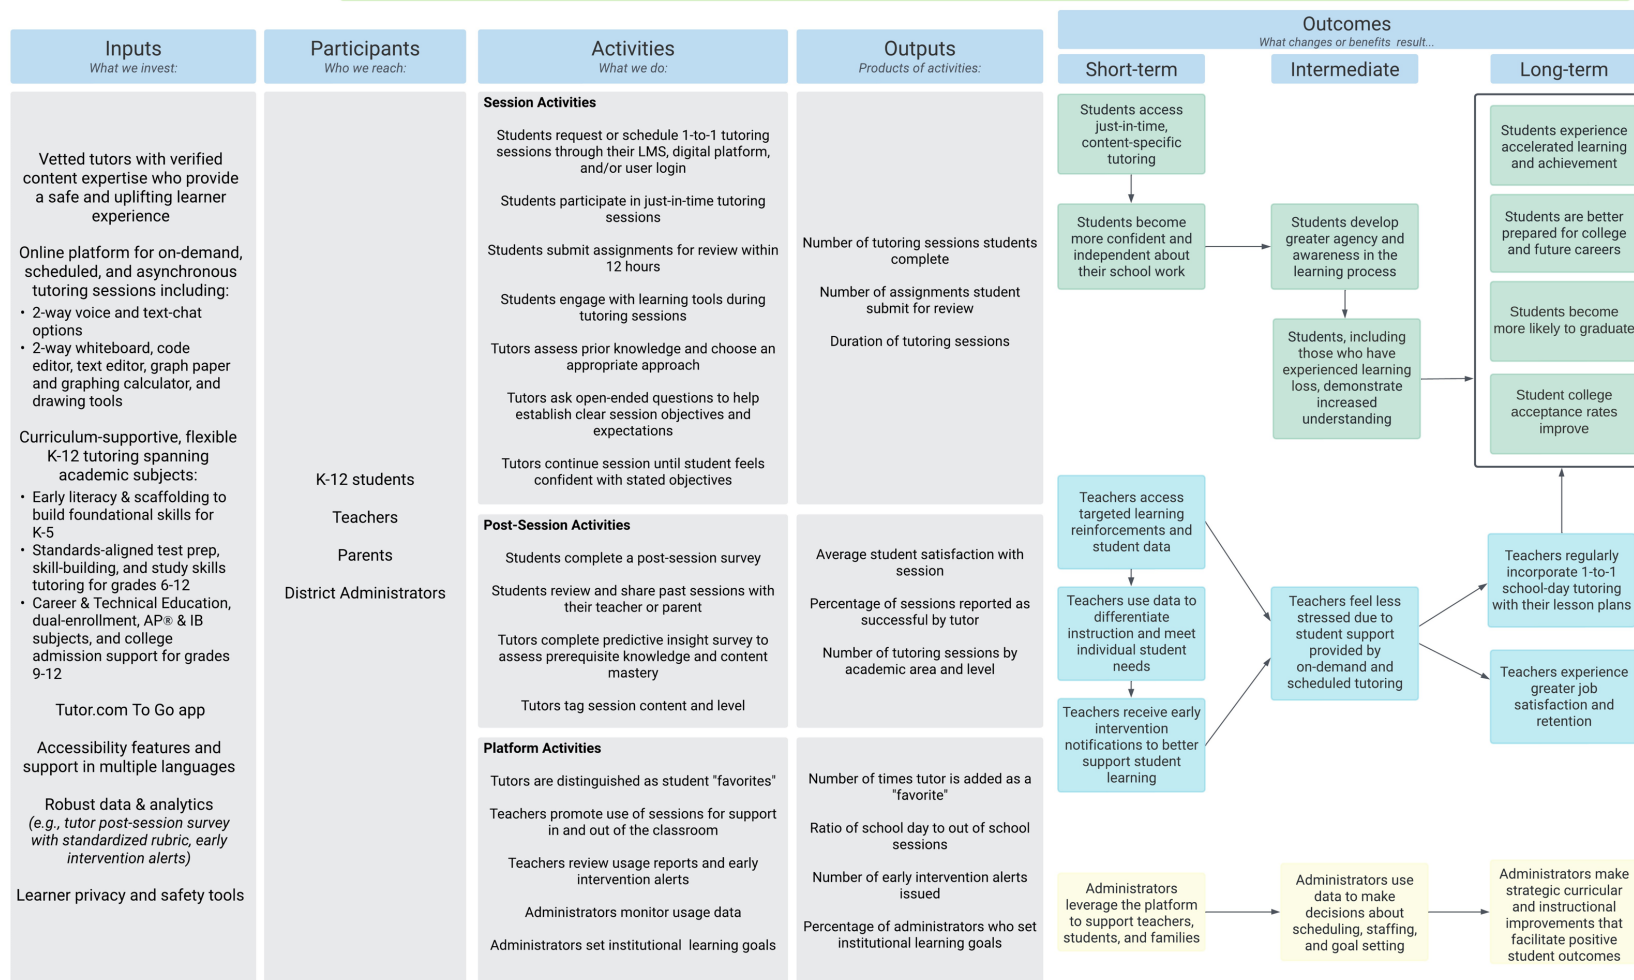 Inputs
What we invest:
Vetted tutors with verified
content expertise who provide
a safe and uplifting learner
experience
Online platform for on-demand,
scheduled, and asynchronous
tutoring sessions including:
• 2-way voice and text-chat
options
• 2-way whiteboard, code
editor, text editor, graph paper
and graphing calculator, and
drawing tools
Curriculum-supportive, flexible
K-12 tutoring spanning
academic subjects:
• Early literacy & scaffolding to
build foundational skills for
K-5
• Standards-aligned test prep,
skill-building, and study skills
tutoring for grades 6-12
• Career & Technical Education,
dual-enrollment, AP® & IB
subjects, and college
admission support for grades
9-12
Tutor.com To Go app
Accessibility features and
support in multiple languages
Robust data & analytics
(e.g., tutor post-session survey
with standardized rubric, early
intervention alerts)
Learner privacy and safety tools
Participants
Who we reach:
K-12 students
Teachers
Parents
District Administrators
Activities
What we do:
Session Activities
Students request or schedule 1-to-1 tutoring
sessions through their LMS, digital platform,
and/or user login
Students participate in just-in-time tutoring
sessions
Students submit assignments for review within
12 hours
Students engage with learning tools during
tutoring sessions
Tutors assess prior knowledge and choose an
appropriate approach
Tutors ask open-ended questions to help
establish clear session objectives and
expectations
Tutors continue session until student feels
confident with stated objectives
Post-Session Activities
Students complete a post-session survey
Students review and share past sessions with
their teacher or parent
Tutors complete predictive insight survey to
assess prerequisite knowledge and content
mastery
Tutors tag session content and level
Platform Activities
Tutors are distinguished as student "favorites"
Teachers promote use of sessions for support
in and out of the classroom
Teachers review usage reports and early
intervention alerts
Administrators monitor usage data
Administrators set institutional learning goals
Outputs
Products of activities:
Number of tutoring sessions students
complete
Number of assignments student
submit for review
Duration of tutoring sessions
Average student satisfaction with
session
Percentage of sessions reported as
successful by tutor
Number of tutoring sessions by
academic area and level
Number of times tutor is added as a
"favorite"
Ratio of school day to out of school
sessions
Number of early intervention alerts
issued
Percentage of administrators who set
institutional learning goals
Outcomes
What changes or benefits result...
Short-term
Students access
just-in-time,
content-specific
tutoring
Students become
more confident and
independent about
their school work
Teachers access
targeted learning
reinforcements and
student data
Teachers use data to
differentiate
instruction and meet
individual student
needs
Teachers receive early
intervention
notifications to better
support student
learning
Administrators
leverage the platform
to support teachers,
students, and families
Intermediate
Students develop
greater agency and
awareness in the
learning process
Students, including
those who have
experienced learning
loss, demonstrate
increased
understanding
Teachers feel less
stressed due to
student support
provided by
on-demand and
scheduled tutoring
Administrators use
data to make
decisions about
scheduling, staffing,
and goal setting
Long-term
Students experience
accelerated learning
and achievement
Students are better
prepared for college
and future careers
Students become
more likely to graduate
Student college
acceptance rates
improve
Teachers regularly
incorporate 1-to-1
school-day tutoring
with their lesson plans
Teachers experience
greater job
satisfaction and
retention
Administrators make
strategic curricular
and instructional
improvements that
facilitate positive
student outcomes